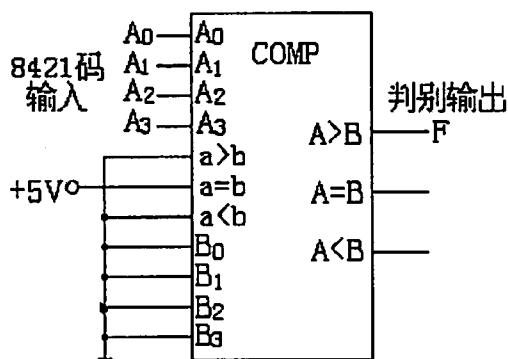 8421码
输入
A0 A0
A1 A1
A2 A2
A3 A3
COMP
判别输出
A>B F
a>b
+5V a=b
A=B
a<b
B0
A<B
B1
B2
B3